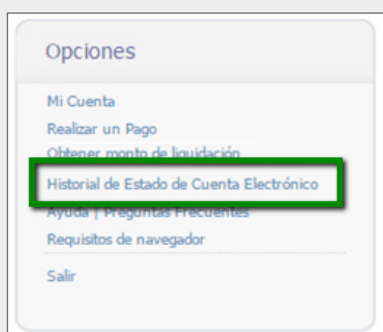 Opciones
Mi Cuenta
Realizar un Pago
Obtener monto de liquidación
Historial de Estado de Cuenta Electrónico
Ayuda | Preguntas Frecuentes
Requisitos de navegador
Salir